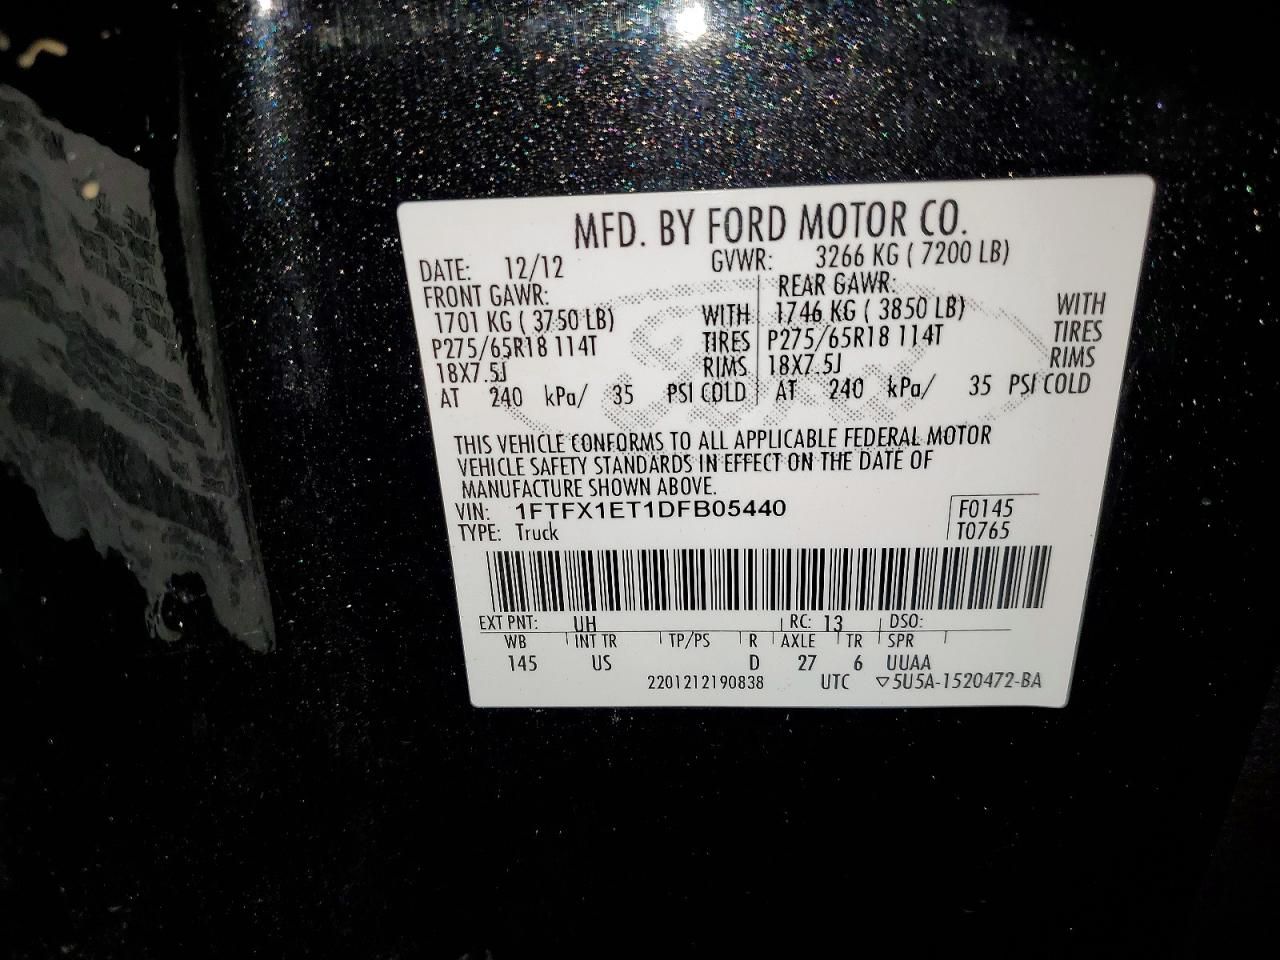 MFD. BY FORD MOTOR CO.
DATE: 12/12 GVWR: 3266 KG ( 7200 LB)
FRONT GAWR: REAR GAWR:
1701 KG ( 3750 LB) WITH 1746 KG ( 3850 LB) WITH
P275/65R18 114T TIRES P275/65R18 114T TIRES
18X7.5J RIMS 18X7.5J RIMS
AT 240 kPa/ 35 PSI COLD AT 240 kPa/ 35 PSI COLD
THIS VEHICLE CONFORMS TO ALL APPLICABLE FEDERAL MOTOR
VEHICLE SAFETY STANDARDS IN EFFECT ON THE DATE OF
MANUFACTURE SHOWN ABOVE.
VIN: 1FTFX1ET1DFB05440 F0145
TYPE: Truck T0765
EXT PNT: UH RC: 13 DSO:
WB INT TR TP/PS R AXLE TR SPR
145 US D 27 6 UUAA
2201212190838 UTC ▽5U5A-1520472-BA